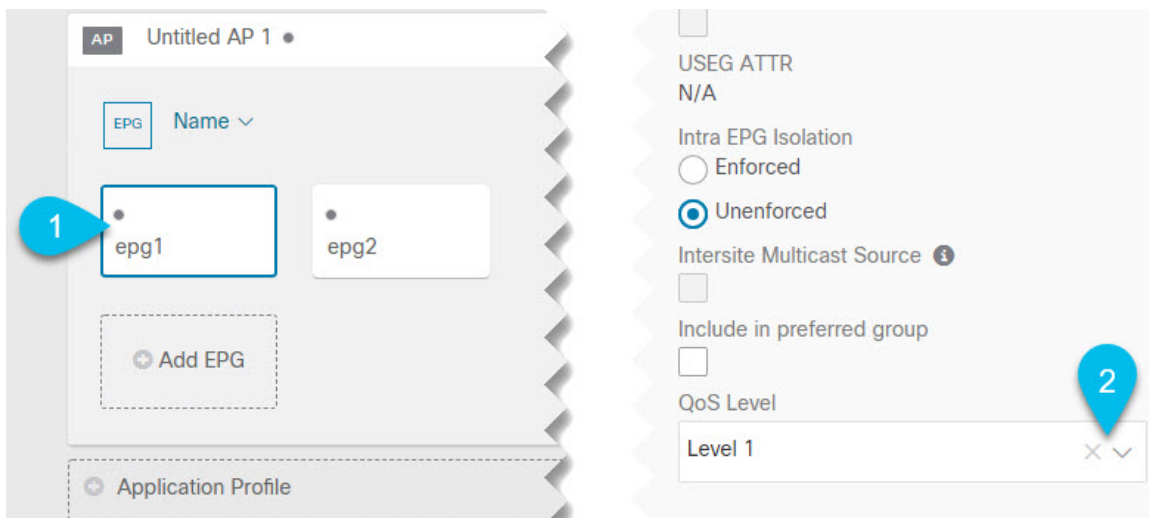 AP Untitled AP 1
EPG Name
1
epg1
epg2
Add EPG
Application Profile
USEG ATTR
N/A
Intra EPG Isolation
Enforced
Unenforced
Intersite Multicast Source i
Include in preferred group
2
QoS Level
Level 1